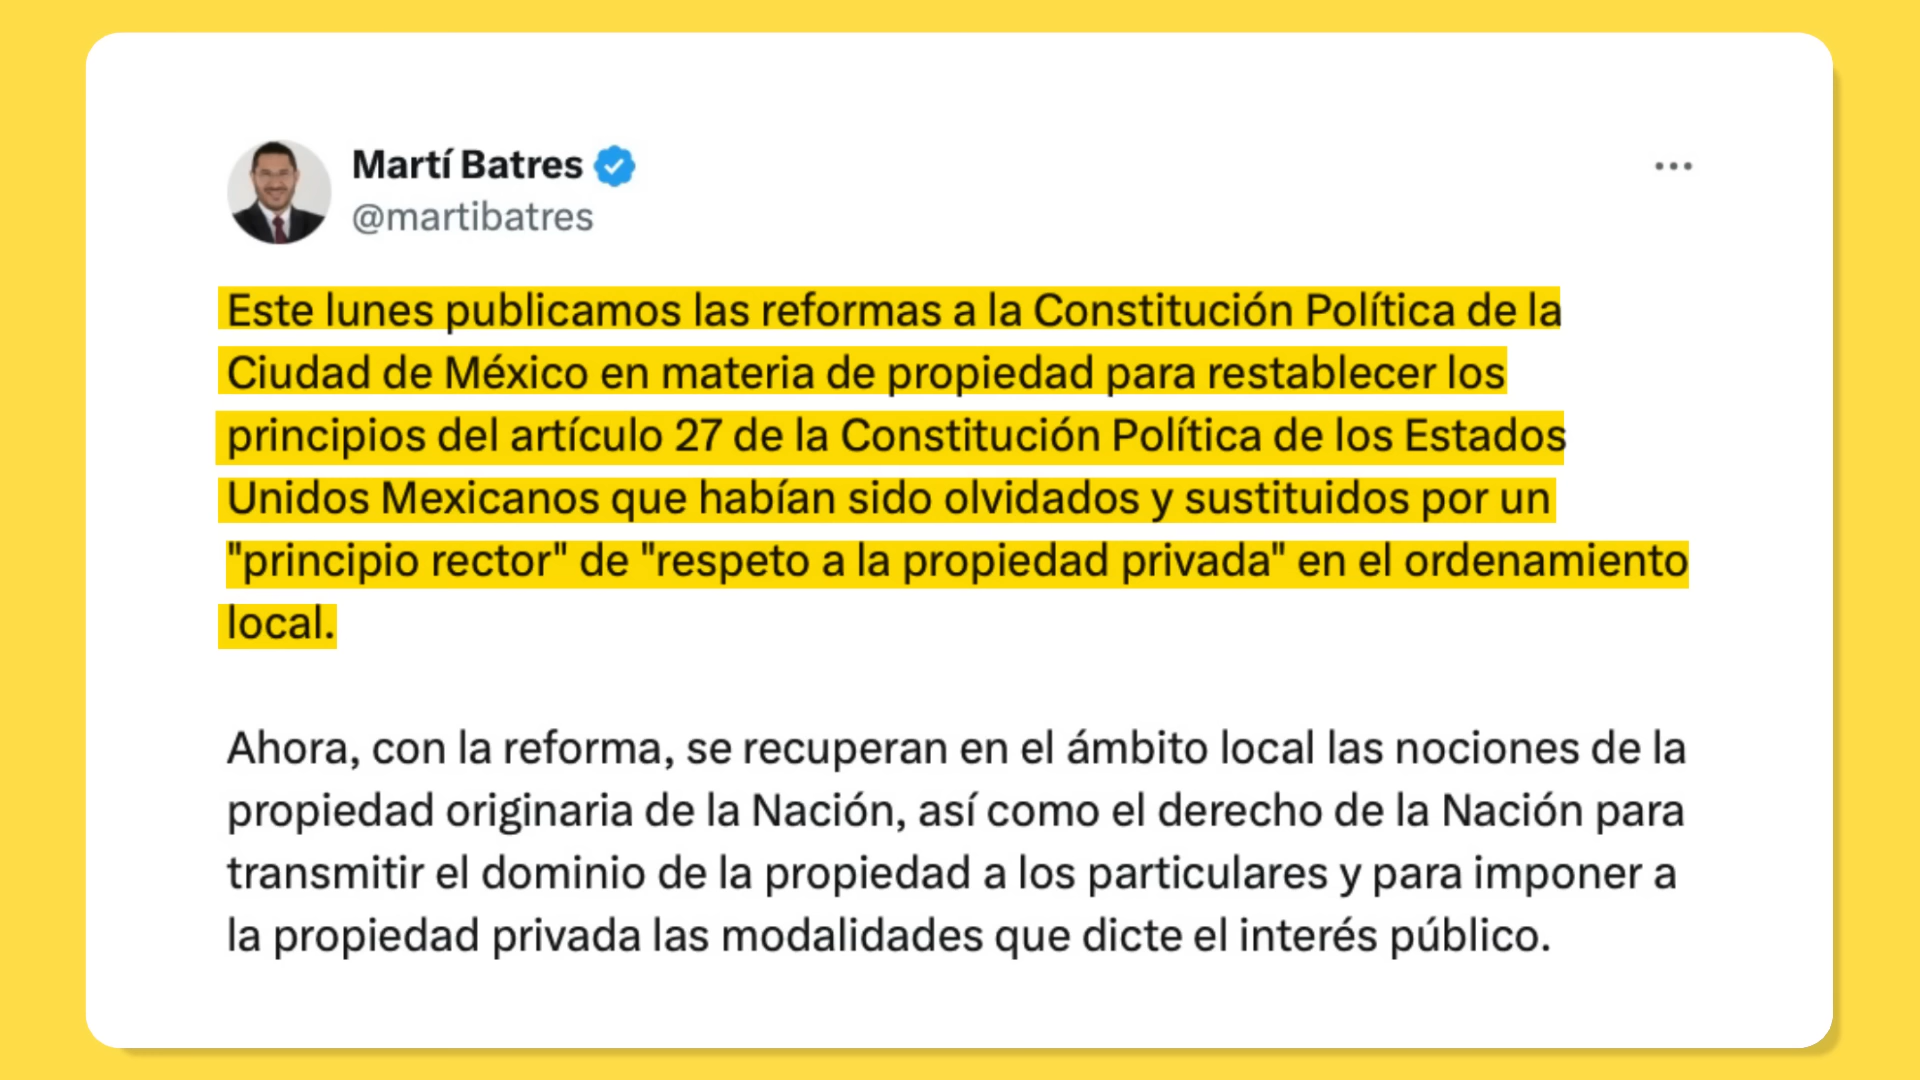 Martí Batres
@martibatres
Este lunes publicamos las reformas a la Constitución Política de la
Ciudad de México en materia de propiedad para restablecer los
principios del artículo 27 de la Constitución Política de los Estados
Unidos Mexicanos que habían sido olvidados y sustituidos por un
"principio rector" de "respeto a la propiedad privada" en el ordenamiento
local.
Ahora, con la reforma, se recuperan en el ámbito local las nociones de la
propiedad originaria de la Nación, así como el derecho de la Nación para
transmitir el dominio de la propiedad a los particulares y para imponer a
la propiedad privada las modalidades que dicte el interés público.